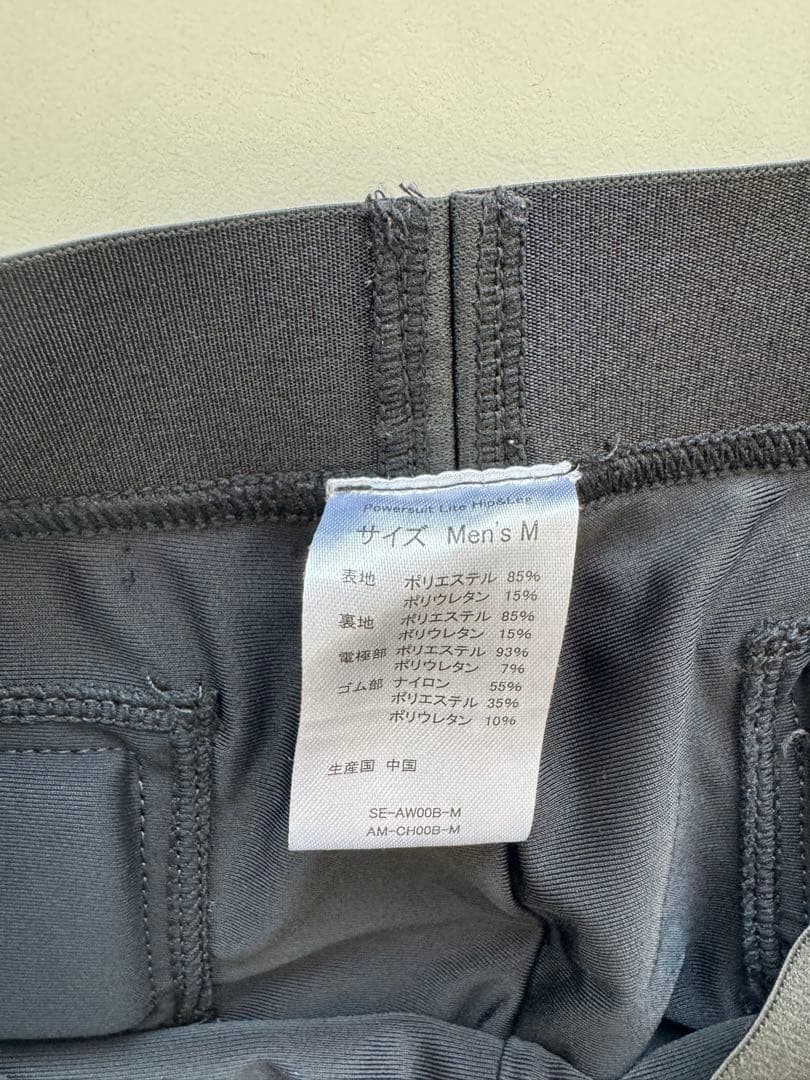 Powersuit Lite Hip&Leg
サイズ Men's M
表地 ポリエステル 85%
ポリウレタン 15%
裏地 ポリエステル 85%
ポリウレタン 15%
電極部 ポリエステル 93%
ポリウレタン 7%
ゴム部 ナイロン 55%
ポリエステル 35%
ポリウレタン 10%
生産国 中国
SE-AW00B-M
AM-CH00B-M